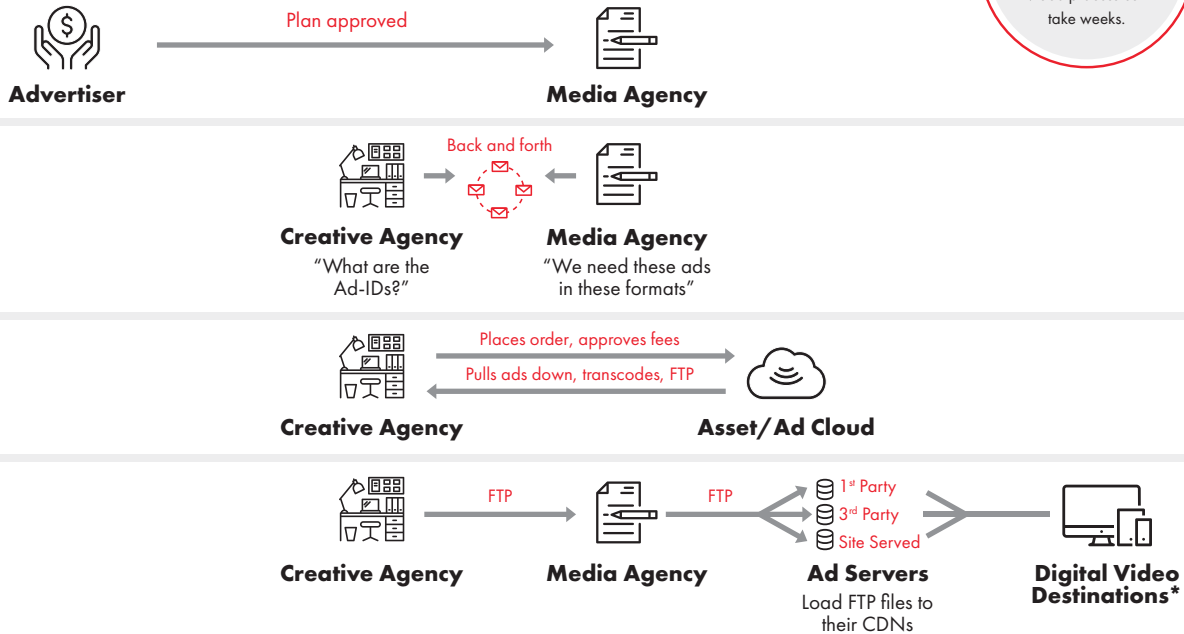 take weeks.
Plan approved
Advertiser
Media Agency
Back and forth
Creative Agency
Media Agency
“What are the
Ad-IDs?”
“We need these ads
in these formats”
Places order, approves fees
Pulls ads down, transcodes, FTP
Creative Agency
Asset/Ad Cloud
FTP
FTP
1st Party
3rd Party
Site Served
Creative Agency
Media Agency
Ad Servers
Load FTP files to
their CDNs
Digital Video
Destinations*